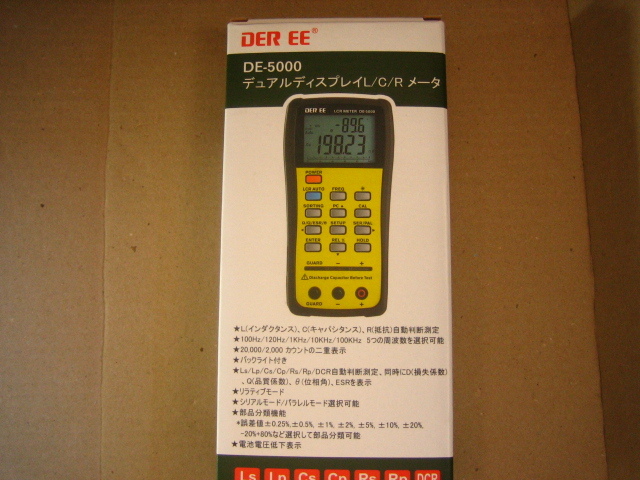 DER EE®
DE-5000
デュアルディスプレイL/C/R メータ
DER EE LCR METER DE-5000
-89.6
198.23
POWER
LCR AUTO FREQ
SORTING PC▲ CAL
SETUP
ENTER REL % HOLD
GUARD - +
⚠Discharge Capacitor Before Test
GUARD - +
★L(インダクタンス)、C(キャパシタンス)、R(抵抗)自動判断測定
★100Hz/120Hz/1KHz/10KHz/100KHz 5つの周波数を選択可能
★20,000/2,000 カウントの二重表示
★バックライト付き
★Ls/Lp/Cs/Cp/Rs/Rp/DCR自動判断測定、同時にD(損失係数)
、Q(品質係数)、θ(位相角)、ESRを表示
★リラティブモード
★シリアルモード/パラレルモード選択可能
★部品分類機能
*誤差値±0.25%,±0.5%, ±1%, ±2%, ±5%, ±10%, ±20%,
-20+80%など選択して部品分類可能
★電池電圧低下表示
Ls Lp Cs Cp Rs Rp DCR